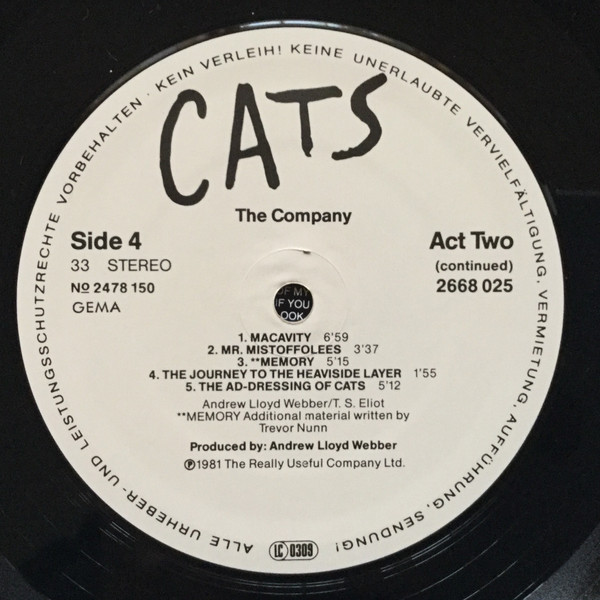 ALLE URHEBER- UND LEISTUNGSSCHUTZRECHTE VORBEHALTEN · KEIN VERLEIH! KEINE UNERLAUBTE VERVIELFÄLTIGUNG, VERMIETUNG, AUFFÜHRUNG, SENDUNG!
CATS
The Company
Side 4
33 STEREO
Nº 2478 150
GEMA
Act Two
(continued)
2668 025
OF MY
IF YOU
OOK
1. MACAVITY 6'59
2. MR. MISTOFFOLEES 3'37
3. **MEMORY 5'15
4. THE JOURNEY TO THE HEAVISIDE LAYER 1'55
5. THE AD-DRESSING OF CATS 5'12
Andrew Lloyd Webber/T. S. Eliot
**MEMORY Additional material written by
Trevor Nunn
Produced by: Andrew Lloyd Webber
℗1981 The Really Useful Company Ltd.
LC 0309